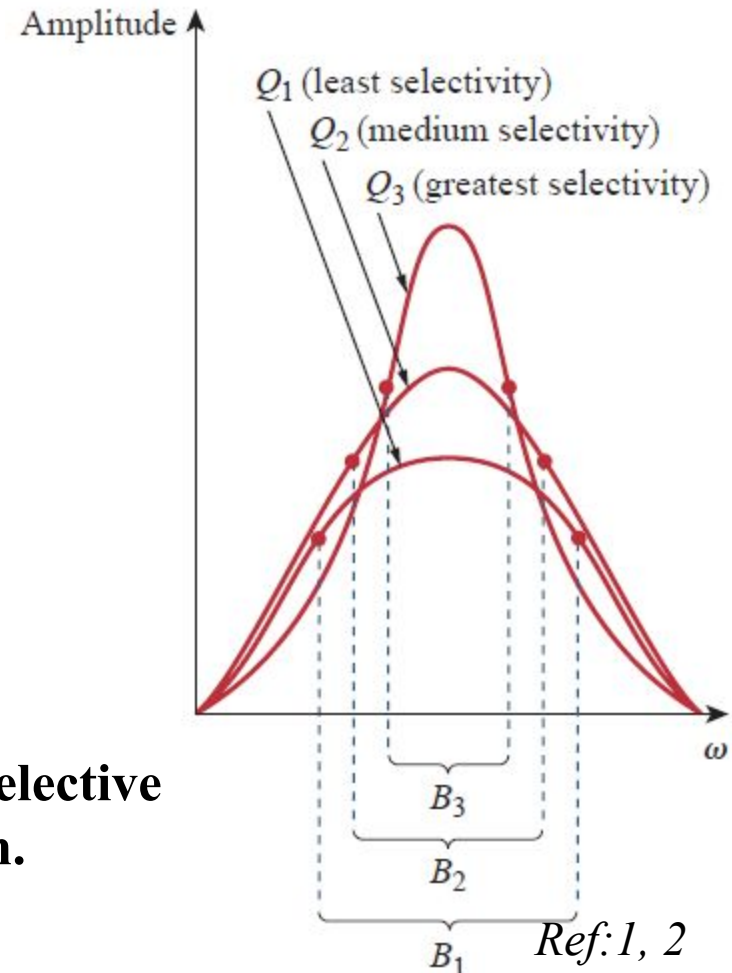 Amplitude
Q₁ (least selectivity)
Q₂ (medium selectivity)
Q₃ (greatest selectivity)
ω
B₃
elective
n.
B₂
B₁
Ref:1, 2